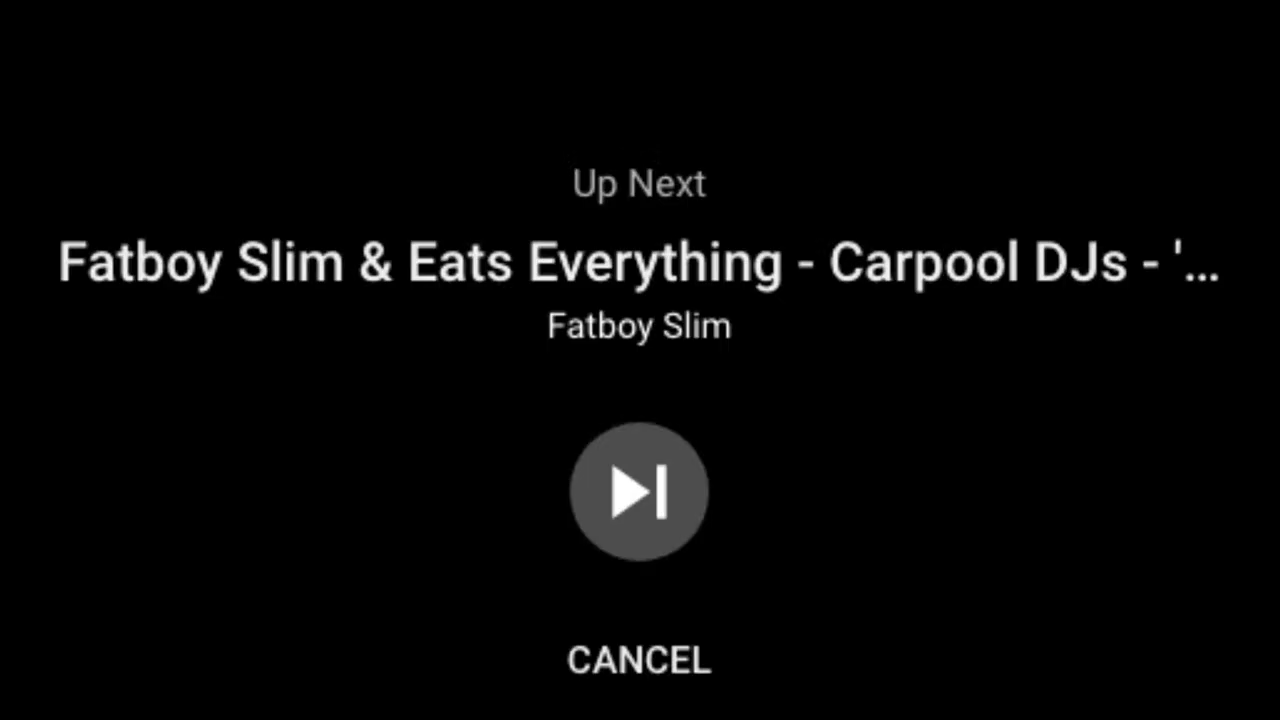 Up Next
Fatboy Slim & Eats Everything - Carpool DJs - '...
Fatboy Slim
CANCEL